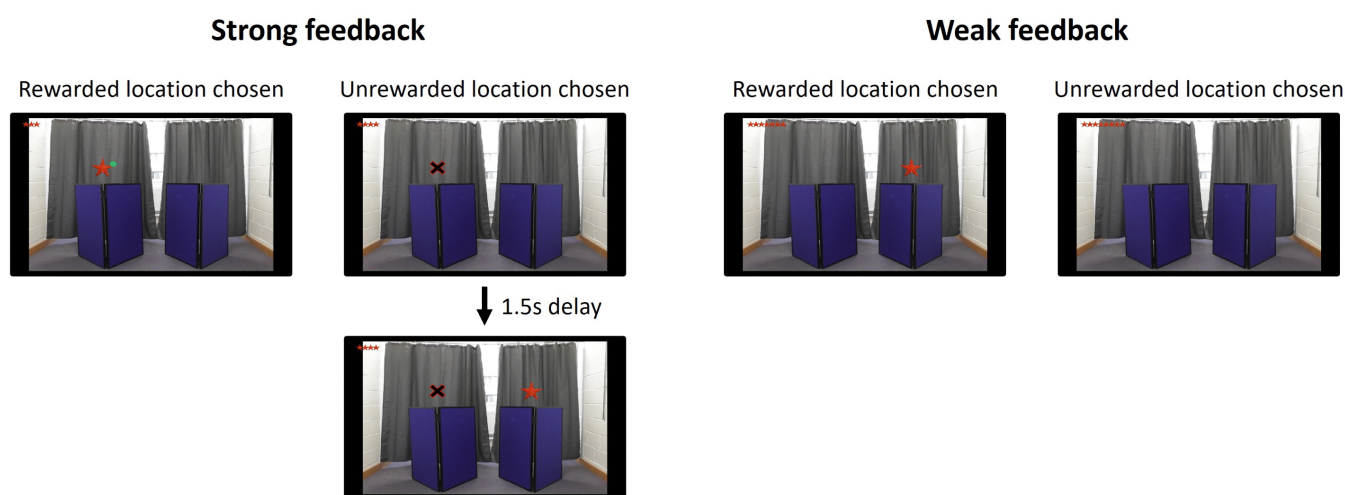 Strong feedback
Weak feedback
Rewarded location chosen
Unrewarded location chosen
Rewarded location chosen
Unrewarded location chosen
1.5s delay